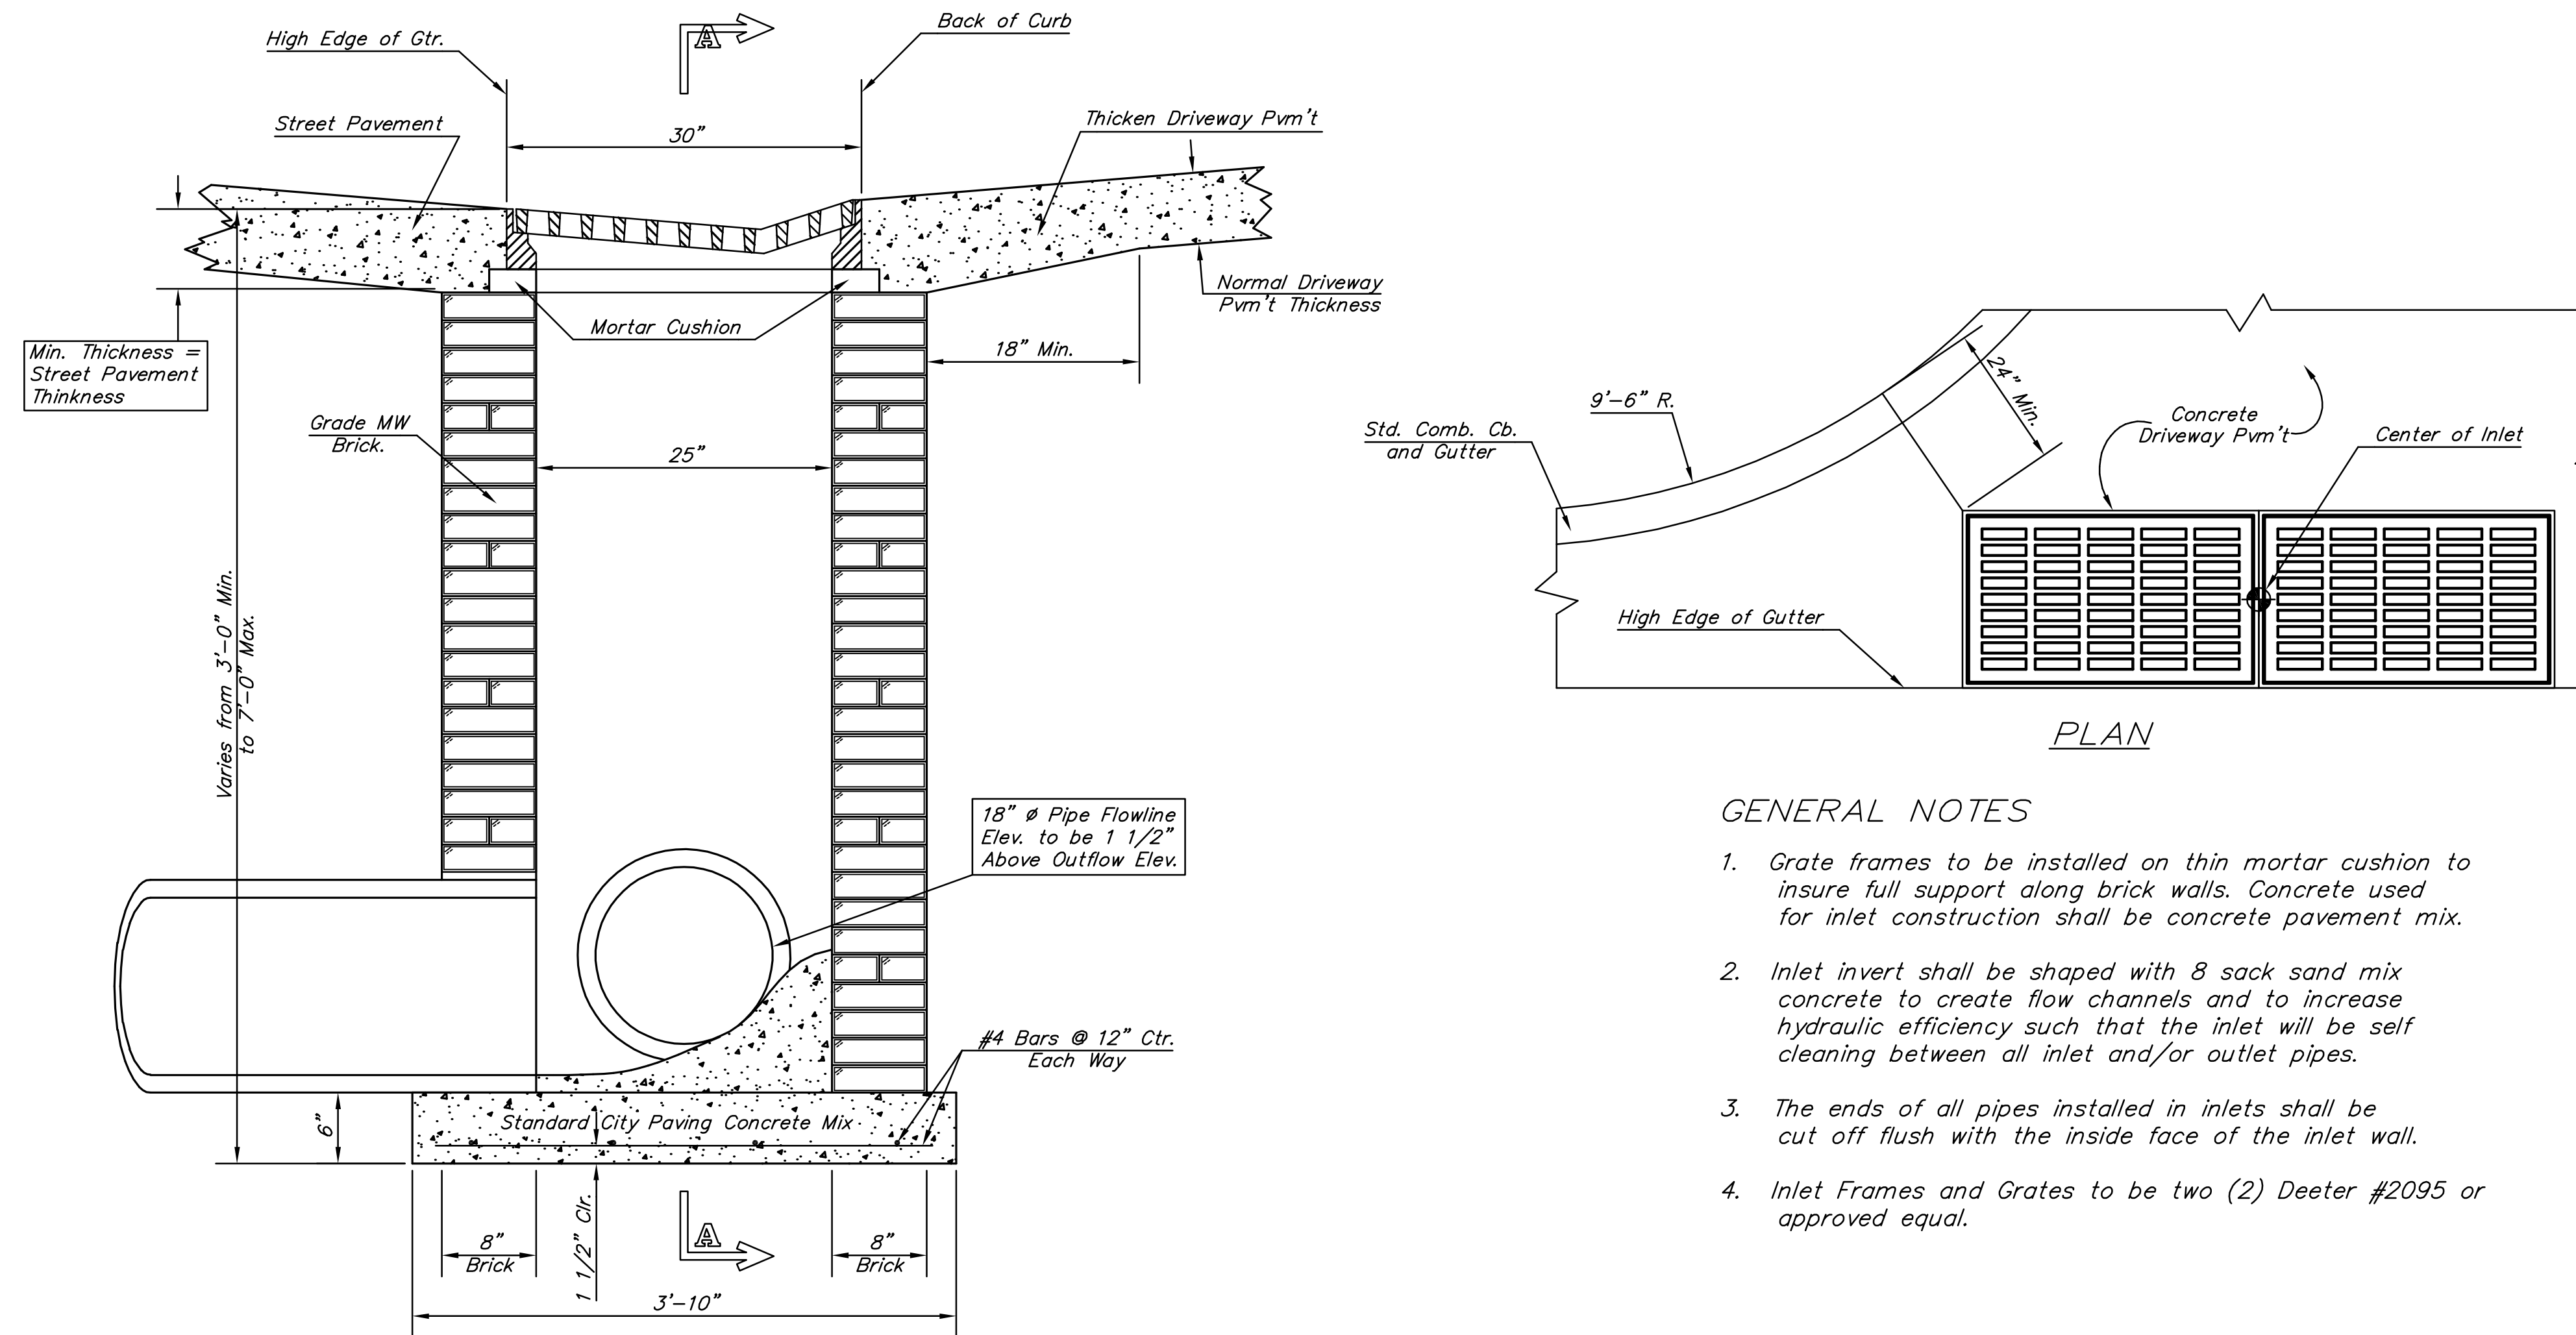 High Edge of Gtr.
A
Back of Curb
Street Pavement
30”
Thicken Driveway Pvm't
Normal Driveway
Pvm't Thickness
Mortar Cushion
18” Min.
Min. Thickness =
Street Pavement
Thinkness
Grade MW
Brick.
25”
Varies from 3'-0” Min.
to 7'-0” Max.
18” ø Pipe Flowline
Elev. to be 1 1/2”
Above Outflow Elev.
#4 Bars @ 12” Ctr.
Each Way
6”
Standard City Paving Concrete Mix
1 1/2” Clr.
A
8”
Brick
8”
Brick
3'-10”
9'-6” R.
24” Min.
Std. Comb. Cb.
and Gutter
Concrete
Driveway Pvm't
Center of Inlet
High Edge of Gutter
PLAN
GENERAL NOTES
1. Grate frames to be installed on thin mortar cushion to
insure full support along brick walls. Concrete used
for inlet construction shall be concrete pavement mix.
2. Inlet invert shall be shaped with 8 sack sand mix
concrete to create flow channels and to increase
hydraulic efficiency such that the inlet will be self
cleaning between all inlet and/or outlet pipes.
3. The ends of all pipes installed in inlets shall be
cut off flush with the inside face of the inlet wall.
4. Inlet Frames and Grates to be two (2) Deeter #2095 or
approved equal.